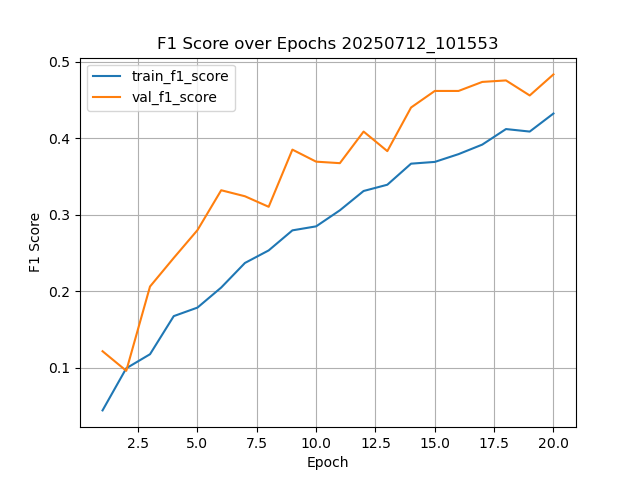 F1 Score over Epochs 20250712_101553
train_f1_score
val_f1_score
F1 Score
0.5
0.4
0.3
0.2
0.1
2.5 5.0 7.5 10.0 12.5 15.0 17.5 20.0
Epoch